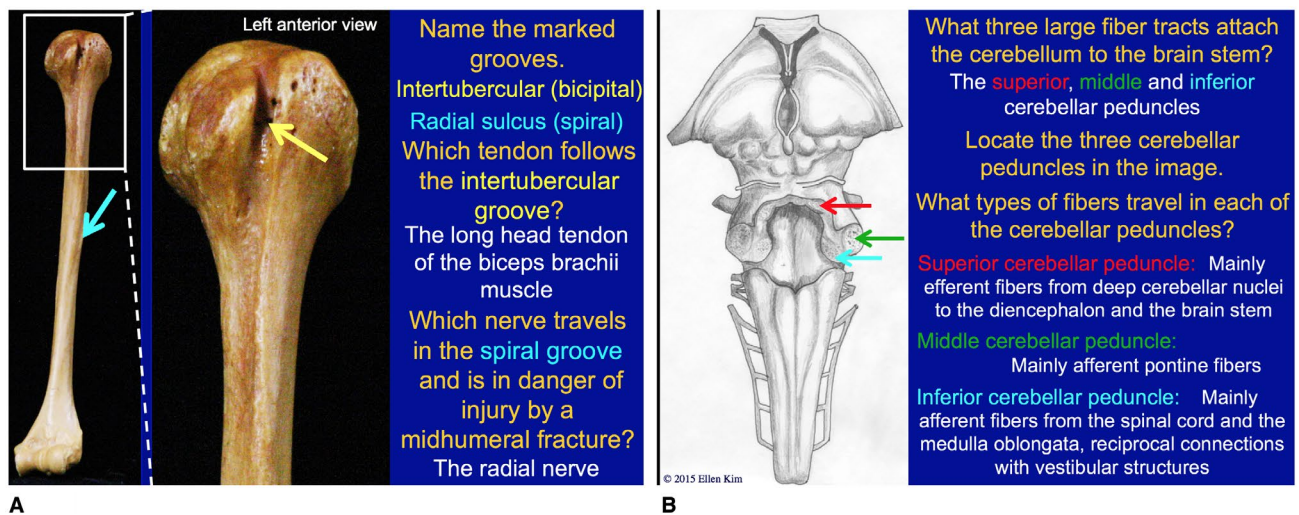 Left anterior view
Name the marked
grooves.
Intertubercular (bicipital)
Radial sulcus (spiral)
Which tendon follows
the intertubercular
groove?
The long head tendon
of the biceps brachii
muscle
Which nerve travels
in the spiral groove
and is in danger of
injury by a
midhumeral fracture?
The radial nerve
A
What three large fiber tracts attach
the cerebellum to the brain stem?
The superior, middle and inferior
cerebellar peduncles
Locate the three cerebellar
peduncles in the image.
What types of fibers travel in each of
the cerebellar peduncles?
Superior cerebellar peduncle: Mainly
efferent fibers from deep cerebellar nuclei
to the diencephalon and the brain stem
Middle cerebellar peduncle:
Mainly afferent pontine fibers
Inferior cerebellar peduncle: Mainly
afferent fibers from the spinal cord and the
medulla oblongata, reciprocal connections
with vestibular structures
© 2015 Ellen Kim
B